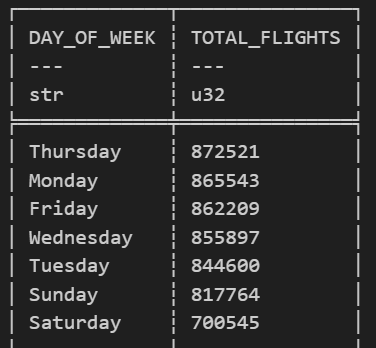 DAY_OF_WEEK TOTAL_FLIGHTS
--- ---
str u32
Thursday 872521
Monday 865543
Friday 862209
Wednesday 855897
Tuesday 844600
Sunday 817764
Saturday 700545